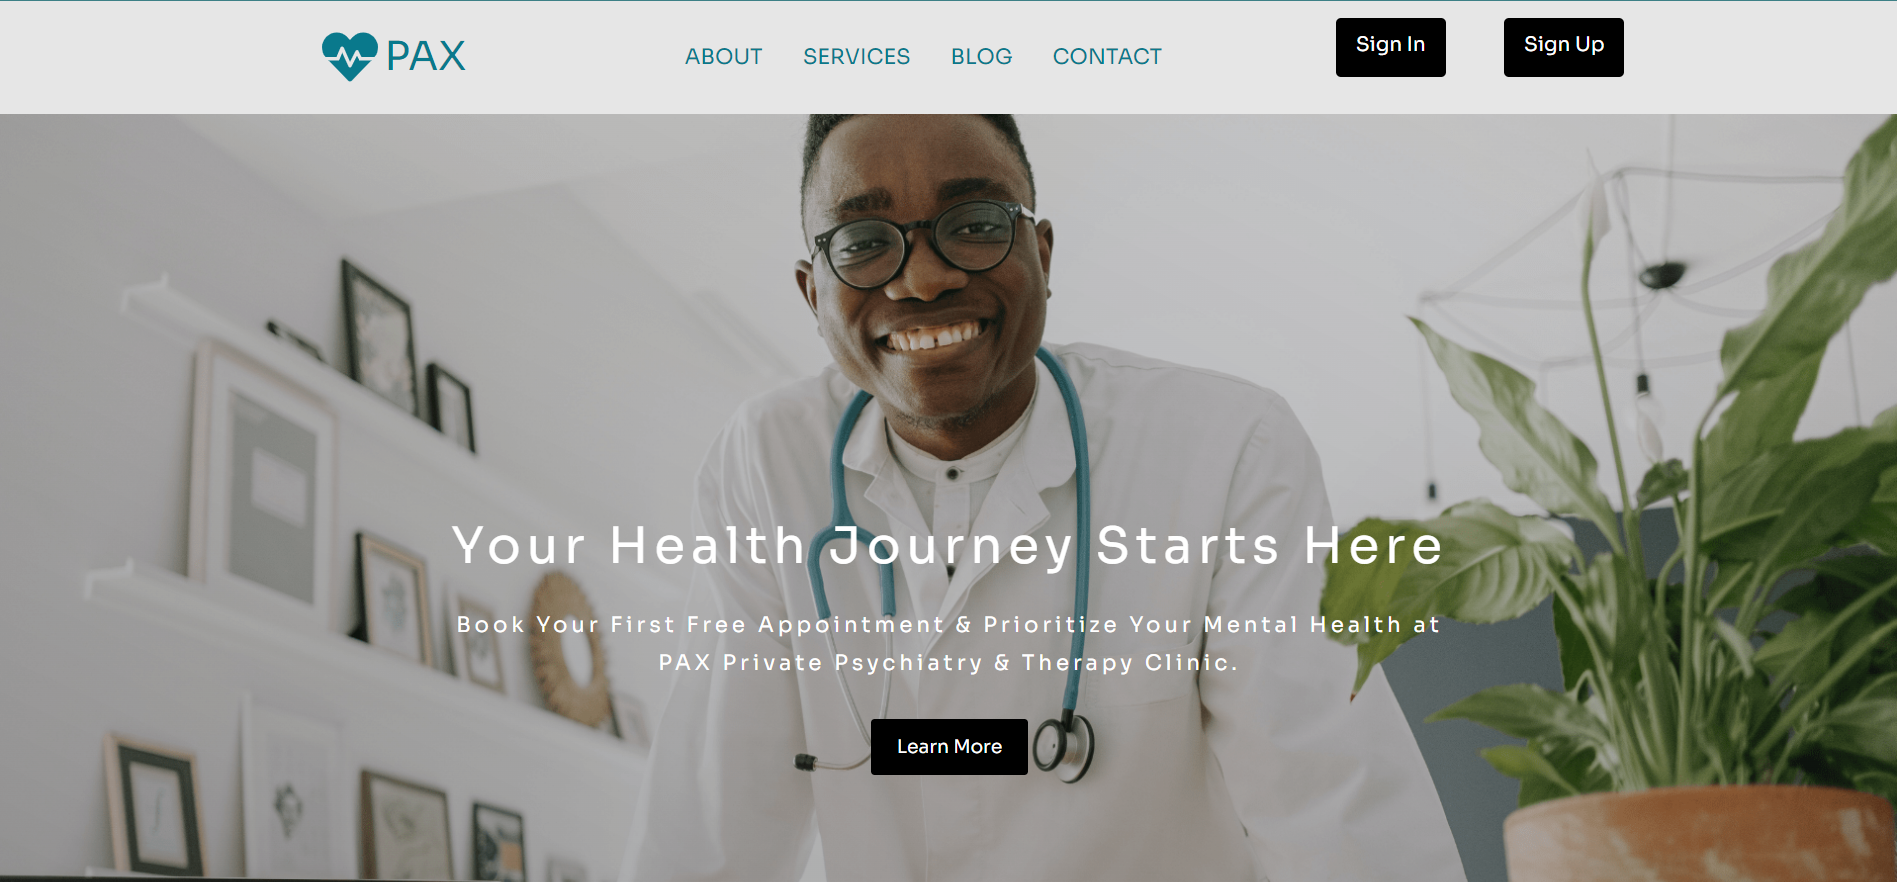 PAX
ABOUT SERVICES BLOG CONTACT
Sign In
Sign Up
Your Health Journey Starts Here
Book Your First Free Appointment & Prioritize Your Mental Health at
PAX Private Psychiatry & Therapy Clinic.
Learn More